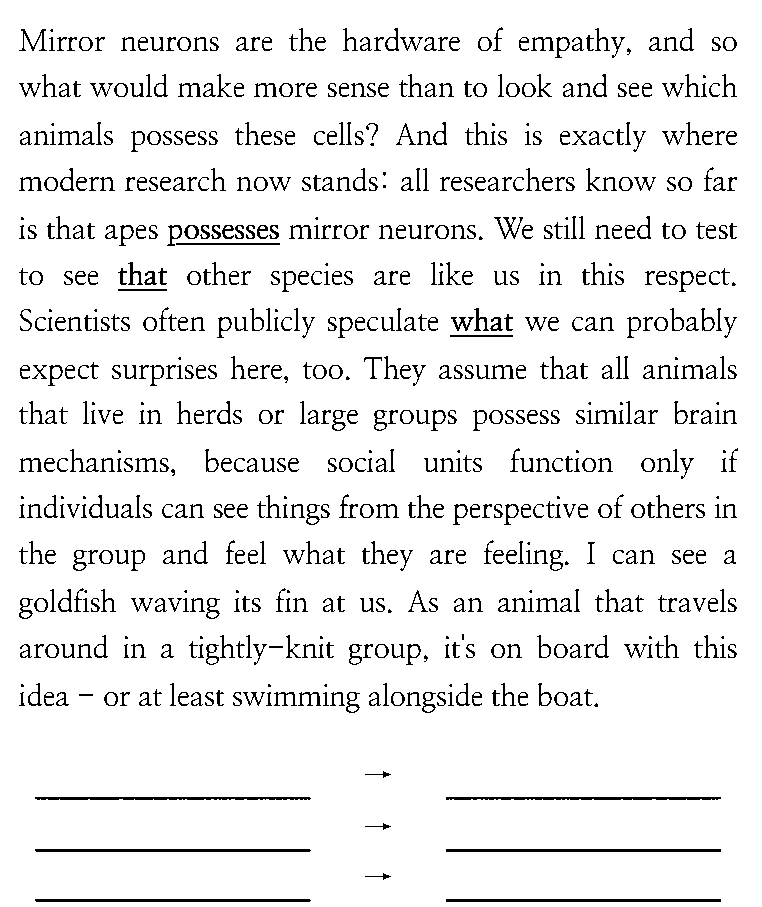 Mirror neurons are the hardware of empathy, and so
what would make more sense than to look and see which
animals possess these cells? And this is exactly where
modern research now stands: all researchers know so far
is that apes possesses mirror neurons. We still need to test
to see that other species are like us in this respect.
Scientists often publicly speculate what we can probably
expect surprises here, too. They assume that all animals
that live in herds or large groups possess similar brain
mechanisms, because social units function only if
individuals can see things from the perspective of others in
the group and feel what they are feeling. I can see a
goldfish waving its fin at us. As an animal that travels
around in a tightly-knit group, it's on board with this
idea - or at least swimming alongside the boat.
→
→
→